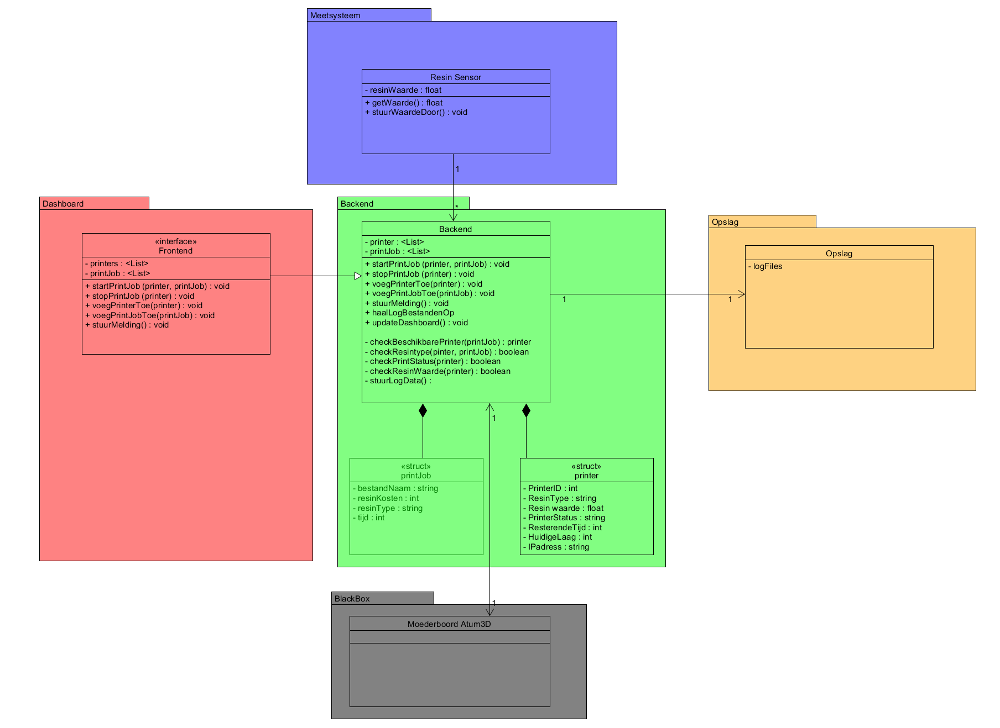 Meetsysteem
Resin Sensor
- resinWaarde : float
+ getWaarde() : float
+ stuurWaardeDoor() : void
1
*
Dashboard
«interface»
Frontend
- printers : <List>
- printJob : <List>
+ startPrintJob (printer, printJob) : void
+ stopPrintJob (printer) : void
+ voegPrinterToe(printer) : void
+ voegPrintJobToe(printJob) : void
+ stuurMelding() : void
Backend
Backend
- printer : <List>
- printJob : <List>
+ startPrintJob (printer, printJob) : void
+ stopPrintJob (printer) : void
+ voegPrinterToe(printer) : void
+ voegPrintJobToe(printJob) : void
+ stuurMelding() : void
+ haalLogBestandenOp
+ updateDashboard() : void
- checkBeschikbarePrinter(printJob) : printer
- checkResintype(pinter, printJob) : boolean
- checkPrintStatus(printer) : boolean
- checkResinWaarde(printer) : boolean
- stuurLogData() :
1
1
Opslag
Opslag
- logFiles
1
«struct»
printJob
- bestandNaam : string
- resinKosten : int
- resinType : string
- tijd : int
«struct»
printer
- PrinterID : int
- ResinType : string
- Resin waarde : float
- PrinterStatus : string
- ResterendeTijd : int
- HuidigeLaag : int
- IPadress : string
1
BlackBox
Moederboord Atum3D